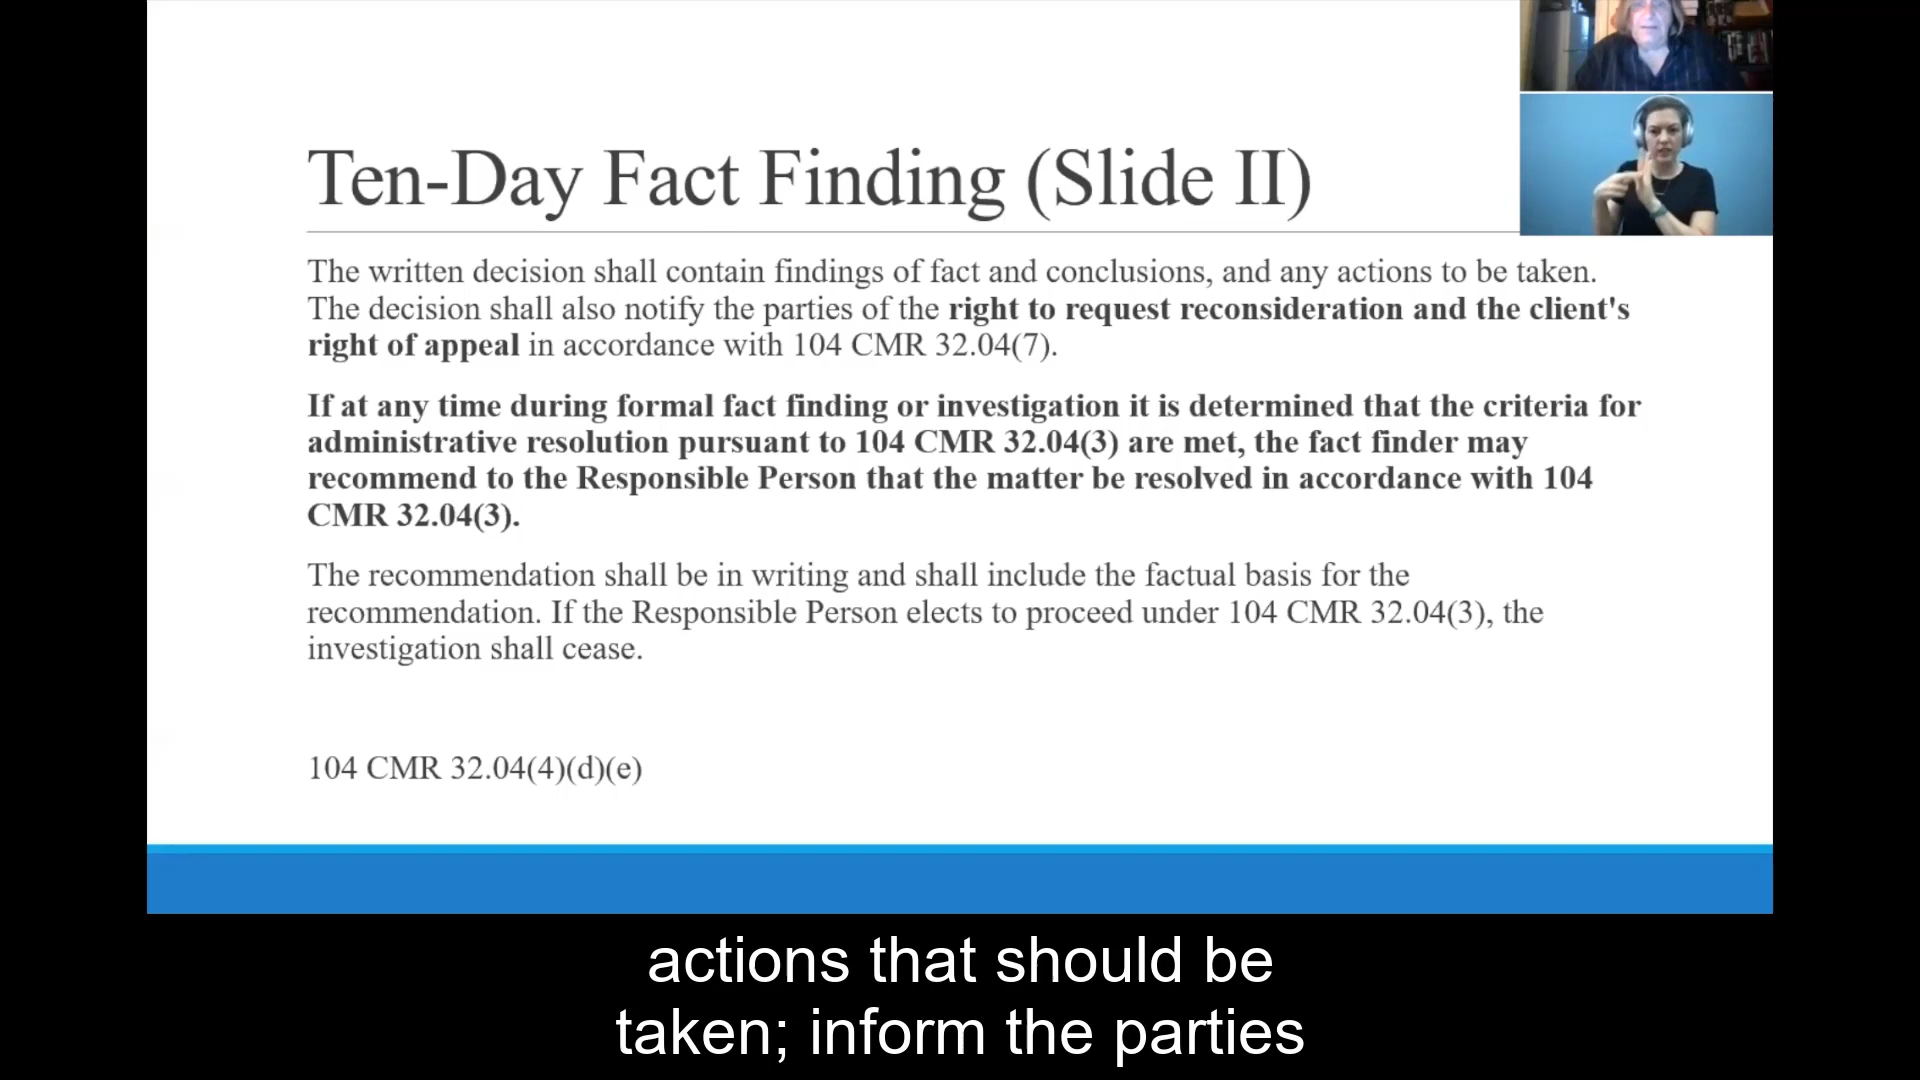 Ten-Day Fact Finding (Slide II)
The written decision shall contain findings of fact and conclusions, and any actions to be taken.
The decision shall also notify the parties of the right to request reconsideration and the client's
right of appeal in accordance with 104 CMR 32.04(7).
If at any time during formal fact finding or investigation it is determined that the criteria for
administrative resolution pursuant to 104 CMR 32.04(3) are met, the fact finder may
recommend to the Responsible Person that the matter be resolved in accordance with 104
CMR 32.04(3).
The recommendation shall be in writing and shall include the factual basis for the
recommendation. If the Responsible Person elects to proceed under 104 CMR 32.04(3), the
investigation shall cease.
104 CMR 32.04(4)(d)(e)
actions that should be
taken; inform the parties